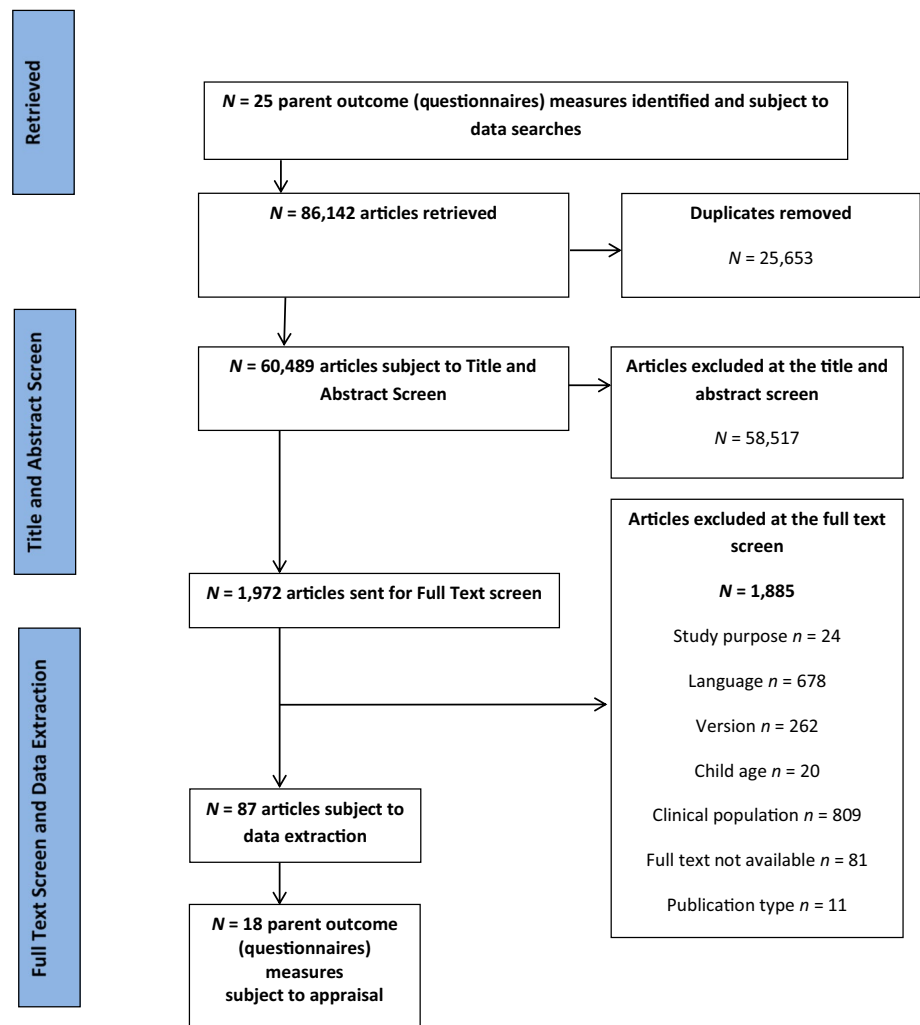 Retrieved
N = 25 parent outcome (questionnaires) measures identified and subject to
data searches
N = 86,142 articles retrieved
Duplicates removed
N = 25,653
Title and Abstract Screen
N = 60,489 articles subject to Title and
Abstract Screen
Articles excluded at the title and
abstract screen
N = 58,517
N = 1,972 articles sent for Full Text screen
Articles excluded at the full text
screen
N = 1,885
Study purpose n = 24
Language n = 678
Version n = 262
Child age n = 20
Clinical population n = 809
Full text not available n = 81
Publication type n = 11
Full Text Screen and Data Extraction
N = 87 articles subject to
data extraction
N = 18 parent outcome
(questionnaires)
measures
subject to appraisal